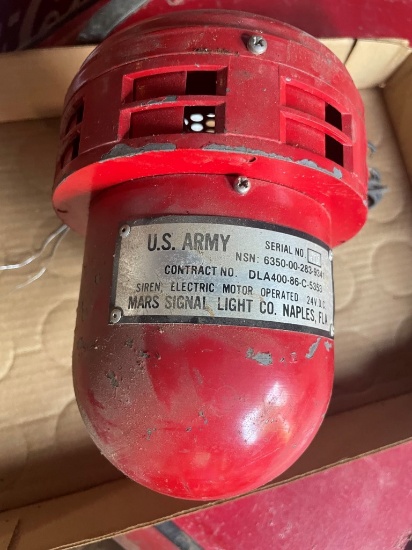 U.S. ARMY
SERIAL NO.
NSN: 6350-00-283-9341
CONTRACT NO. DLA400-86-C-5353
SIREN, ELECTRIC MOTOR OPERATED 24V D.C.
MARS SIGNAL LIGHT CO. NAPLES, FLA.